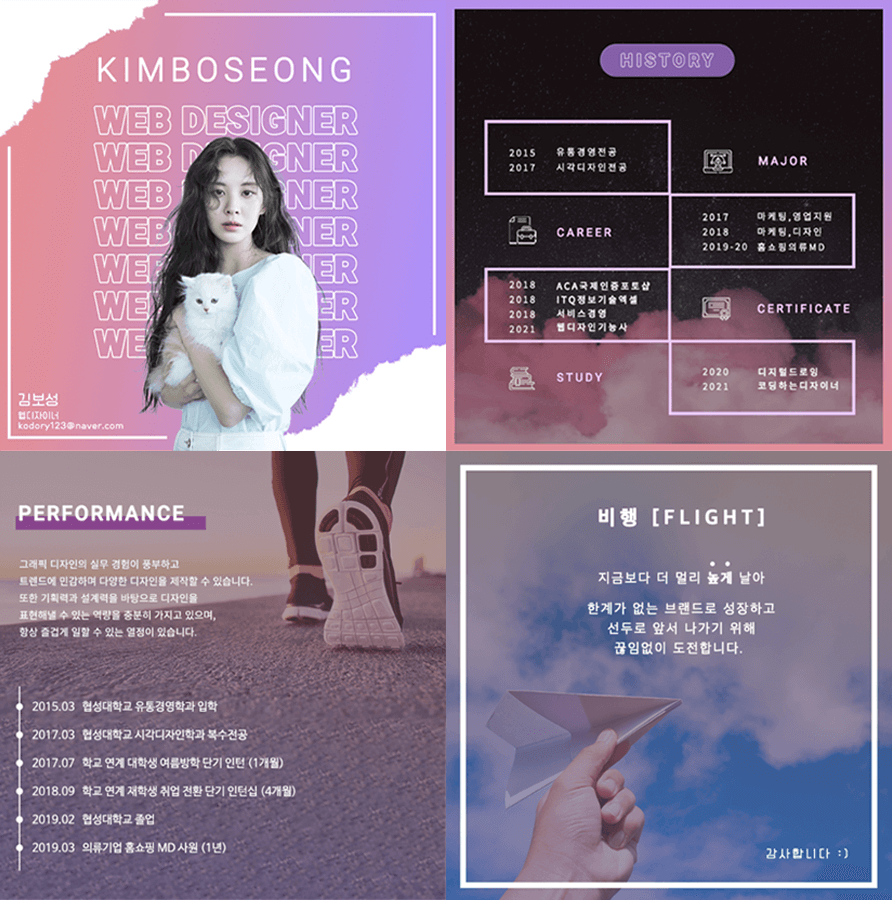 KIMBOSEONG
WEB DESIGNER
WEB DESIGNER
WEB DESIGNER
WEB DESIGNER
WEB DESIGNER
WEB DESIGNER
WEB DESIGNER
김보성
웹디자이너
kodory123@naver.com
HISTORY
2015 유통경영전공
2017 시각디자인전공
MAJOR
CAREER
2017 마케팅,영업지원
2018 마케팅,디자인
2019-20 홈쇼핑의류MD
2018 ACA국제인증포토샵
2018 ITQ정보기술엑셀
2018 서비스경영
2021 웹디자인기능사
CERTIFICATE
STUDY
2020 디지털드로잉
2021 코딩하는디자이너
PERFORMANCE
그래픽 디자인의 실무 경험이 풍부하고
트렌드에 민감하며 다양한 디자인을 제작할 수 있습니다.
또한 기획력과 설계력을 바탕으로 디자인을
표현해낼 수 있는 역량을 충분히 가지고 있으며,
항상 즐겁게 일할 수 있는 열정이 있습니다.
2015.03 협성대학교 유통경영학과 입학
2017.03 협성대학교 시각디자인학과 복수전공
2017.07 학교 연계 대학생 여름방학 단기 인턴 (1개월)
2018.09 학교 연계 재학생 취업 전환 단기 인턴십 (4개월)
2019.02 협성대학교 졸업
2019.03 의류기업 홈쇼핑 MD 사원 (1년)
비행 [FLIGHT]
지금보다 더 멀리 높게 날아
한계가 없는 브랜드로 성장하고
선두로 앞서 나가기 위해
끊임없이 도전합니다.
감사합니다 :)